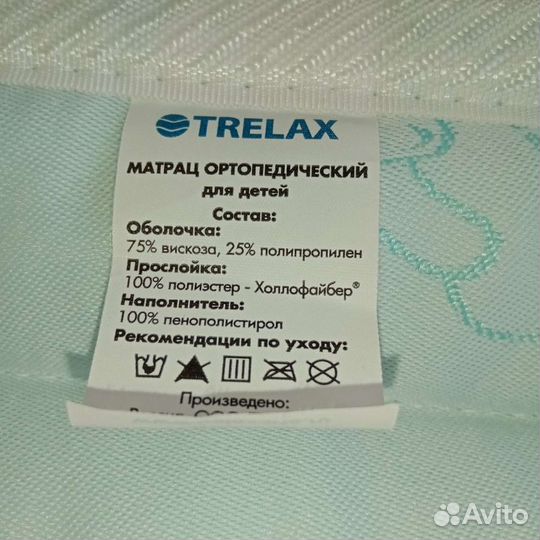 TRELAX
МАТРАЦ ОРТОПЕДИЧЕСКИЙ
для детей
Состав:
Оболочка:
75% вискоза, 25% полипропилен
Прослойка:
100% полиэстер - Холлофайбер®
Наполнитель:
100% пенополистирол
Рекомендации по уходу:
Произведено:
Avito